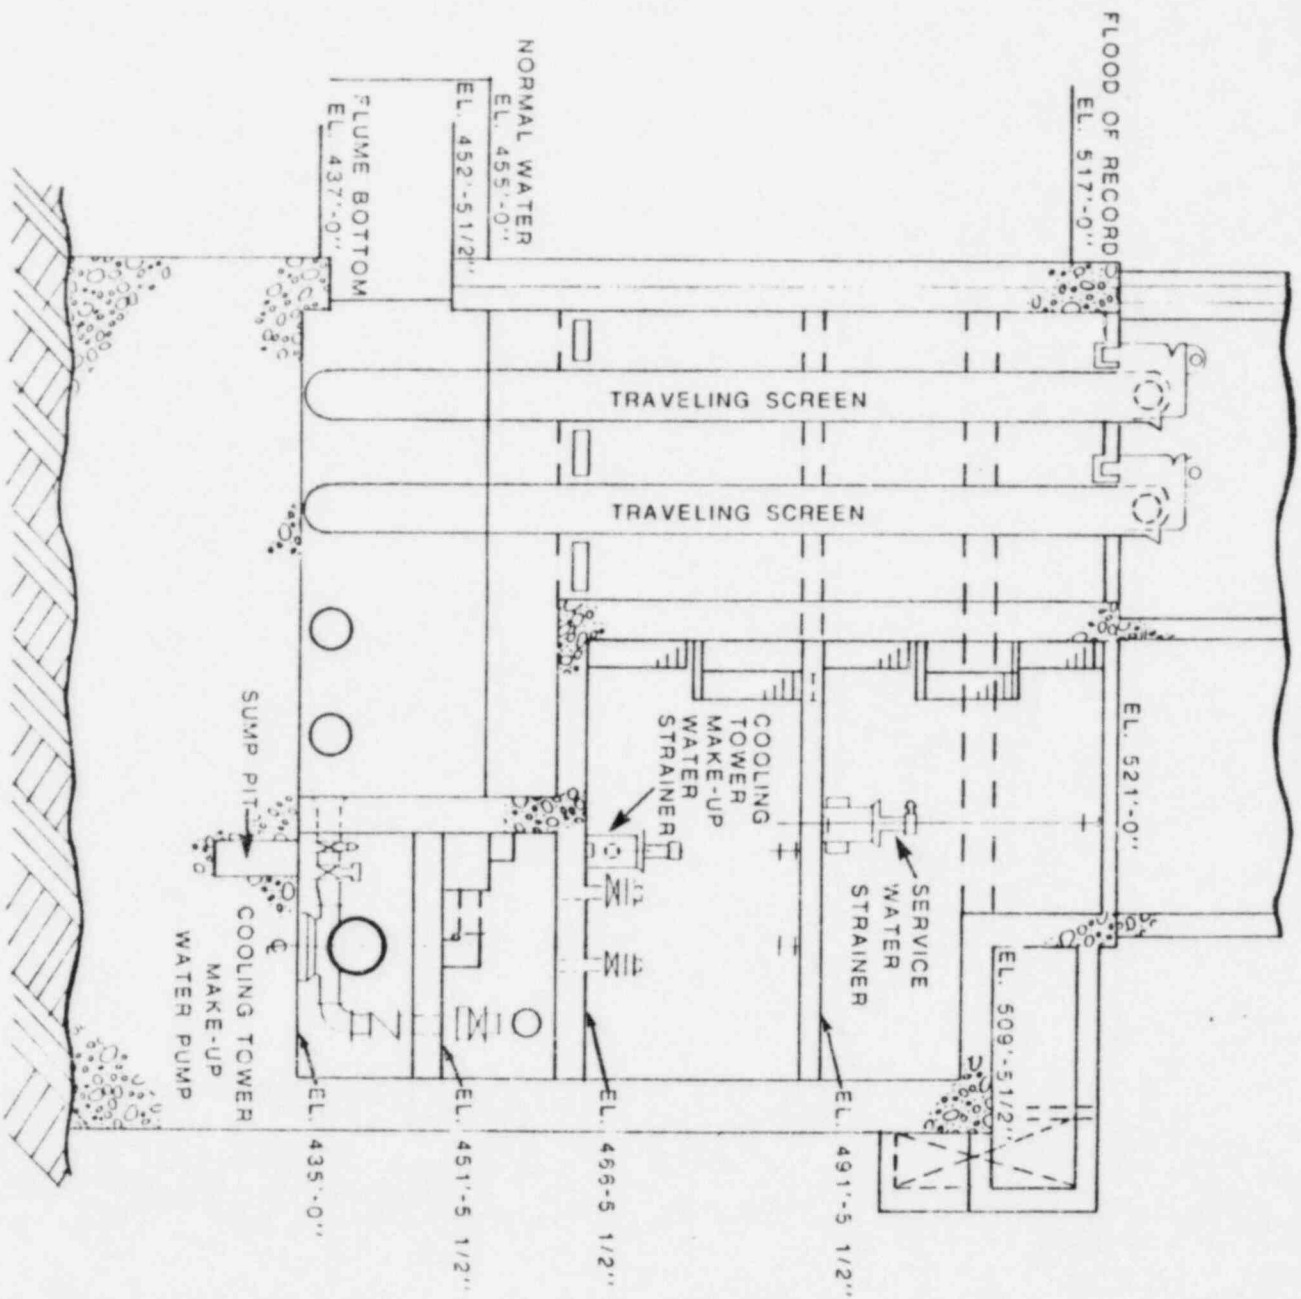 FLOOD OF RECORD
EL. 517'-0"
NORMAL WATER
EL. 455'-0"
EL. 452'-5 1/2"
FLUME BOTTOM
EL. 437'-0"
TRAVELING SCREEN
TRAVELING SCREEN
EL. 521'-0"
SERVICE
WATER
STRAINER
COOLING
TOWER
MAKE-UP
WATER
STRAINER
SUMP PIT
COOLING TOWER
MAKE-UP
WATER PUMP
EL. 509'-5 1/2"
EL. 491'-5 1/2"
EL. 466-5 1/2"
EL. 451'-5 1/2"
EL. 435'-0"